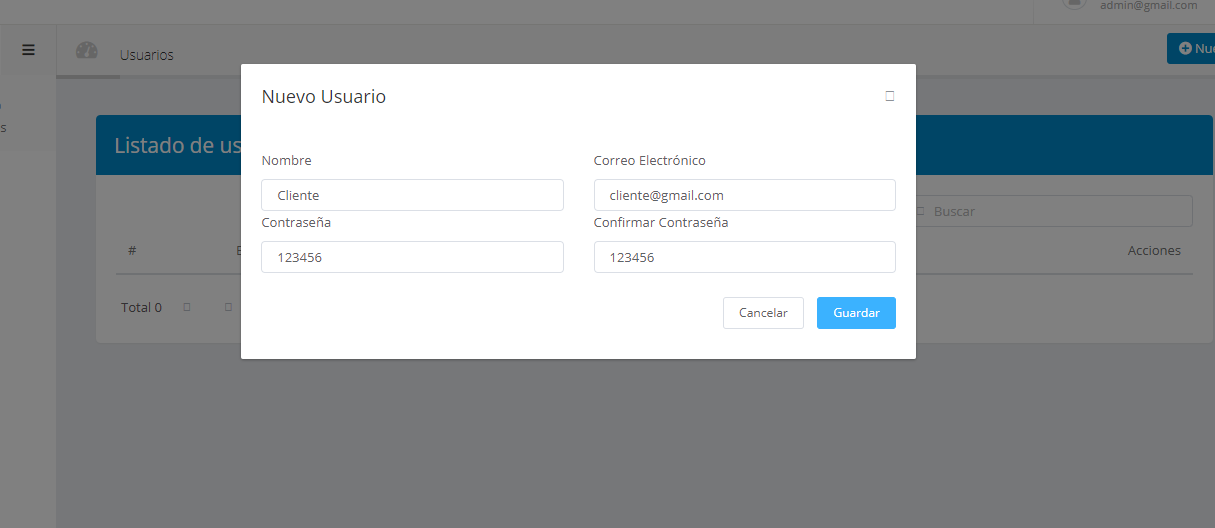 admin@gmail.com
Usuarios
Nue
s
Nuevo Usuario
Listado de us
Nombre
Correo Electrónico
Cliente
cliente@gmail.com
Buscar
Contraseña
Confirmar Contraseña
#
E
Acciones
123456
123456
Total 0
Cancelar
Guardar